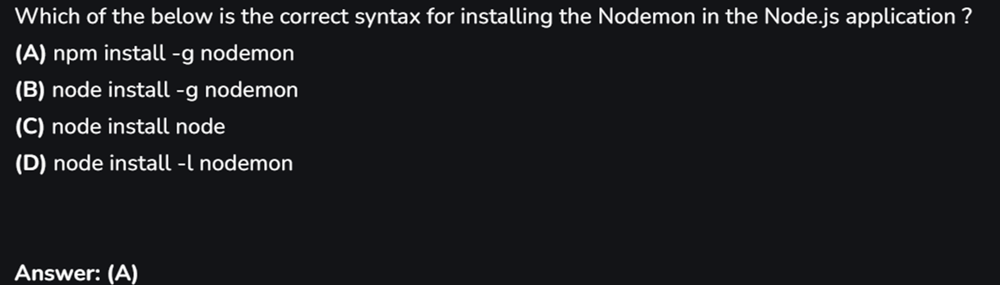 Which of the below is the correct syntax for installing the Nodemon in the Node.js application ?
(A) npm install -g nodemon
(B) node install -g nodemon
(C) node install node
(D) node install -l nodemon
Answer: (A)